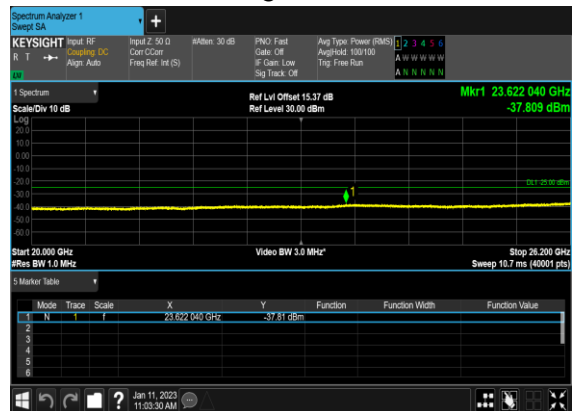 Spectrum Analyzer 1
Swept SA
KEYSIGHT Input: RF Input Z: 50 Ω #Atten: 30 dB PNO: Fast Avg Type: Power (RMS) 1 2 3 4 5 6
R T Coupling: DC Corr CCorr Gate: Off Avg|Hold: 100/100 A W W W W W
Align: Auto Freq Ref: Int (S) IF Gain: Low Trig: Free Run
LXI Sig Track: Off A N N N N N
1 Spectrum Ref Lvl Offset 15.37 dB Mkr1 23.622 040 GHz
Scale/Div 10 dB Ref Level 30.00 dBm -37.809 dBm
Log
20.0
10.0
0.00
-10.0
-20.0
DL1 -25.00 dBm
-30.0
1
-40.0
-50.0
-60.0
Start 20.000 GHz Video BW 3.0 MHz* Stop 26.200 GHz
#Res BW 1.0 MHz Sweep 10.7 ms (40001 pts)
5 Marker Table
Mode Trace Scale X Y Function Function Width Function Value
1 N 1 f 23.622 040 GHz -37.81 dBm
2
3
4
5
6
? Jan 11, 2023
11:03:30 AM